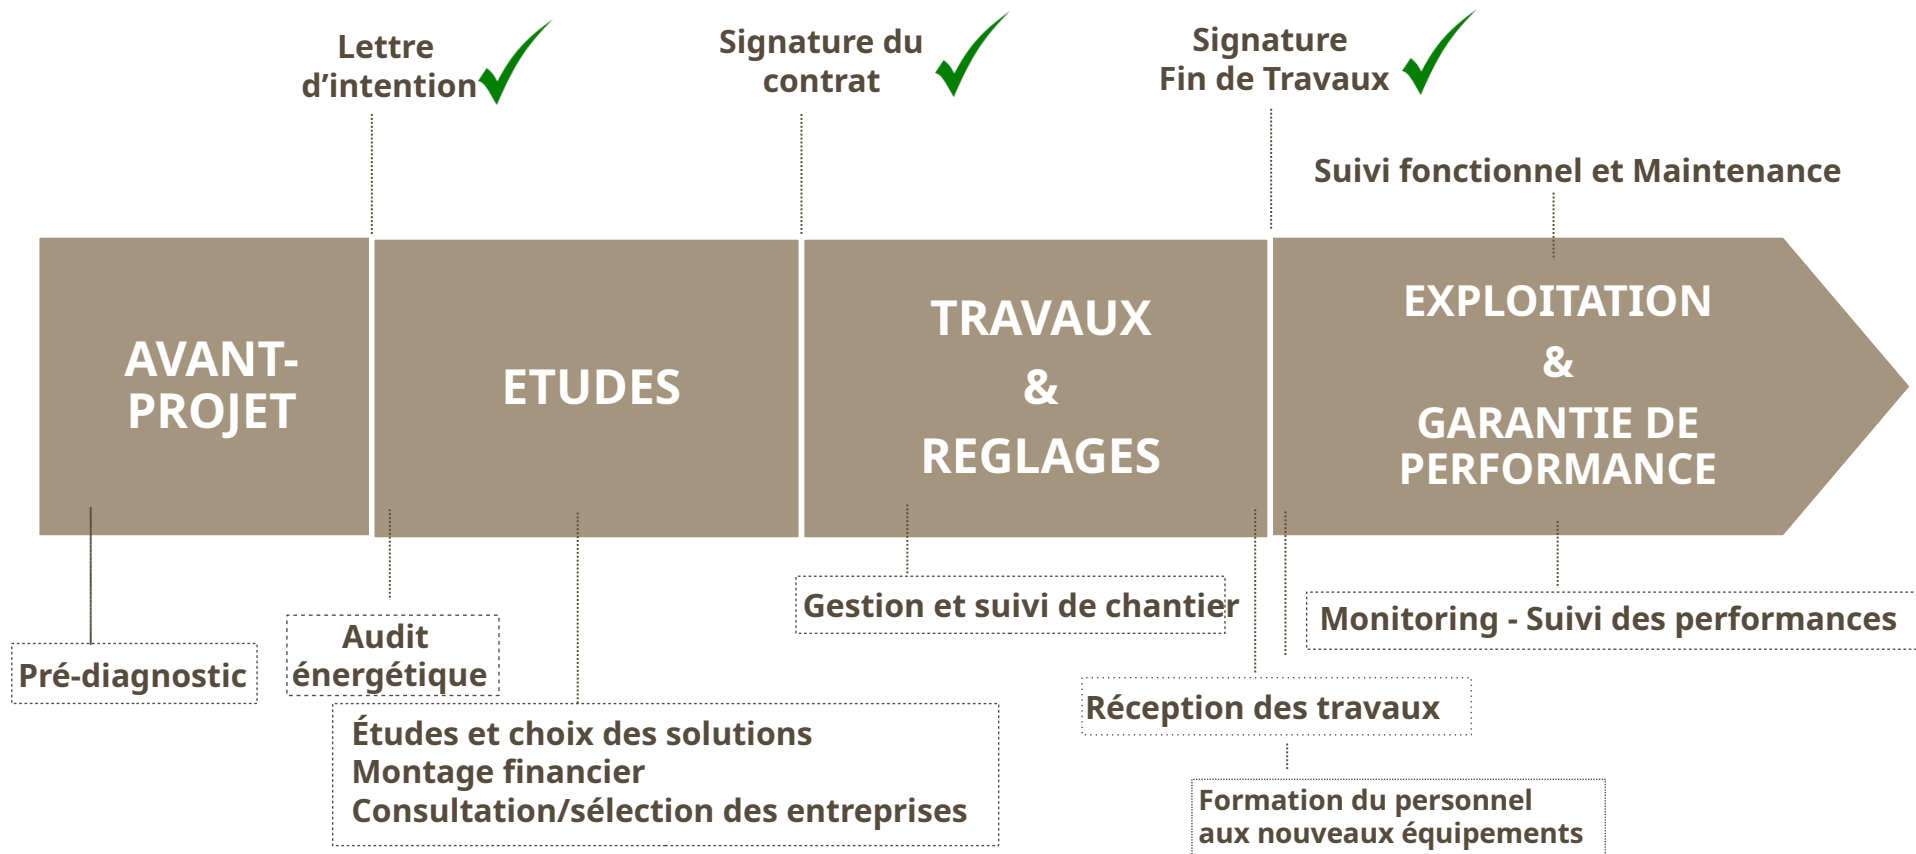 Lettre
d’intention
Signature du
contrat
Signature
Fin de Travaux
Suivi fonctionnel et Maintenance
AVANT-
PROJET
ETUDES
TRAVAUX
&
REGLAGES
EXPLOITATION
&
GARANTIE DE
PERFORMANCE
Pré-diagnostic
Audit
énergétique
Études et choix des solutions
Montage financier
Consultation/sélection des entreprises
Gestion et suivi de chantier
Réception des travaux
Formation du personnel
aux nouveaux équipements
Monitoring - Suivi des performances